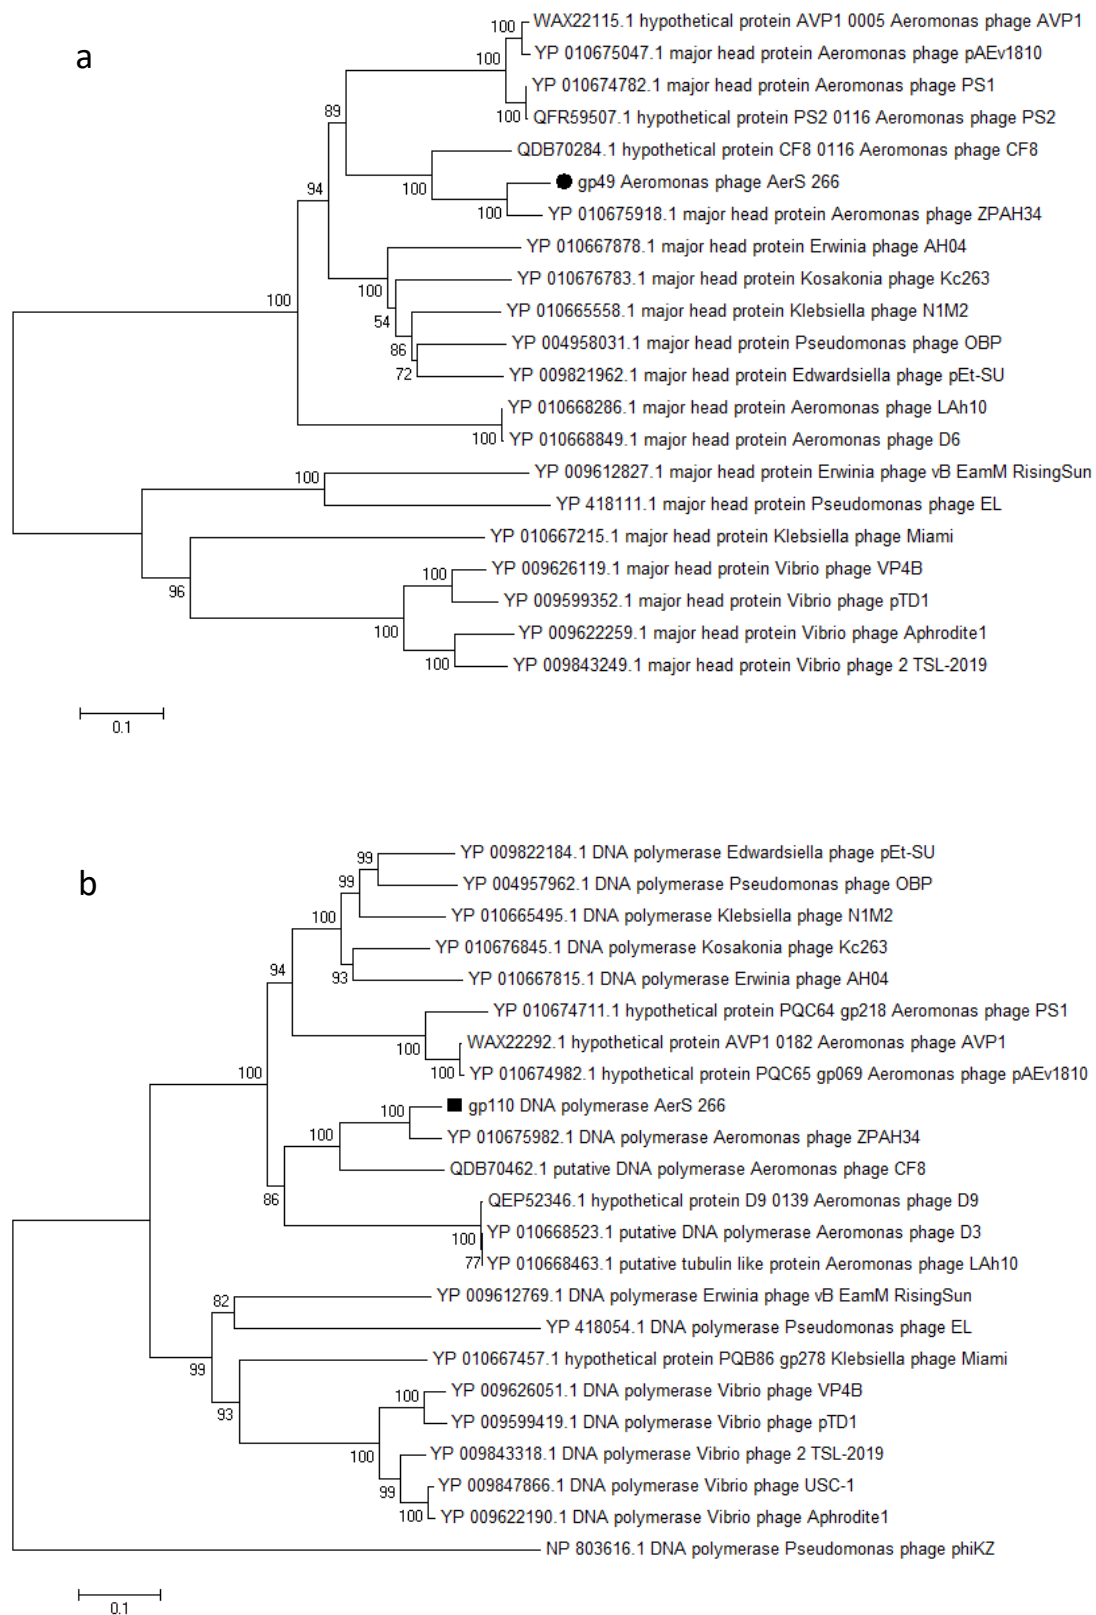 a
WAX22115.1 hypothetical protein AVP1 0005 Aeromonas phage AVP1
100
YP 010675047.1 major head protein Aeromonas phage pAEv1810
100
YP 010674782.1 major head protein Aeromonas phage PS1
100
QFR59507.1 hypothetical protein PS2 0116 Aeromonas phage PS2
89
QDB70284.1 hypothetical protein CF8 0116 Aeromonas phage CF8
94
100
gp49 Aeromonas phage AerS 266
100
YP 010675918.1 major head protein Aeromonas phage ZPAH34
YP 010667878.1 major head protein Erwinia phage AH04
100
YP 010676783.1 major head protein Kosakonia phage Kc263
100
54
YP 010665558.1 major head protein Klebsiella phage N1M2
86
YP 004958031.1 major head protein Pseudomonas phage OBP
72
YP 009821962.1 major head protein Edwardsiella phage pEt-SU
YP 010668286.1 major head protein Aeromonas phage LAh10
100
YP 010668849.1 major head protein Aeromonas phage D6
100
YP 009612827.1 major head protein Erwinia phage vB EamM RisingSun
YP 418111.1 major head protein Pseudomonas phage EL
YP 010667215.1 major head protein Klebsiella phage Miami
96
100
YP 009626119.1 major head protein Vibrio phage VP4B
YP 009599352.1 major head protein Vibrio phage pTD1
100
YP 009622259.1 major head protein Vibrio phage Aphrodite1
100
YP 009843249.1 major head protein Vibrio phage 2 TSL-2019
0.1
b
99
YP 009822184.1 DNA polymerase Edwardsiella phage pEt-SU
99
YP 004957962.1 DNA polymerase Pseudomonas phage OBP
100
YP 010665495.1 DNA polymerase Klebsiella phage N1M2
YP 010676845.1 DNA polymerase Kosakonia phage Kc263
94
93
YP 010667815.1 DNA polymerase Erwinia phage AH04
YP 010674711.1 hypothetical protein PQC64 gp218 Aeromonas phage PS1
100
WAX22292.1 hypothetical protein AVP1 0182 Aeromonas phage AVP1
100
100
YP 010674982.1 hypothetical protein PQC65 gp069 Aeromonas phage pAEv1810
100
gp110 DNA polymerase AerS 266
100
YP 010675982.1 DNA polymerase Aeromonas phage ZPAH34
QDB70462.1 putative DNA polymerase Aeromonas phage CF8
86
QEP52346.1 hypothetical protein D9 0139 Aeromonas phage D9
100
YP 010668523.1 putative DNA polymerase Aeromonas phage D3
77
YP 010668463.1 putative tubulin like protein Aeromonas phage LAh10
82
YP 009612769.1 DNA polymerase Erwinia phage vB EamM RisingSun
YP 418054.1 DNA polymerase Pseudomonas phage EL
99
YP 010667457.1 hypothetical protein PQB86 gp278 Klebsiella phage Miami
93
100
YP 009626051.1 DNA polymerase Vibrio phage VP4B
YP 009599419.1 DNA polymerase Vibrio phage pTD1
100
YP 009843318.1 DNA polymerase Vibrio phage 2 TSL-2019
99
YP 009847866.1 DNA polymerase Vibrio phage USC-1
100
YP 009622190.1 DNA polymerase Vibrio phage Aphrodite1
NP 803616.1 DNA polymerase Pseudomonas phage phiKZ
0.1